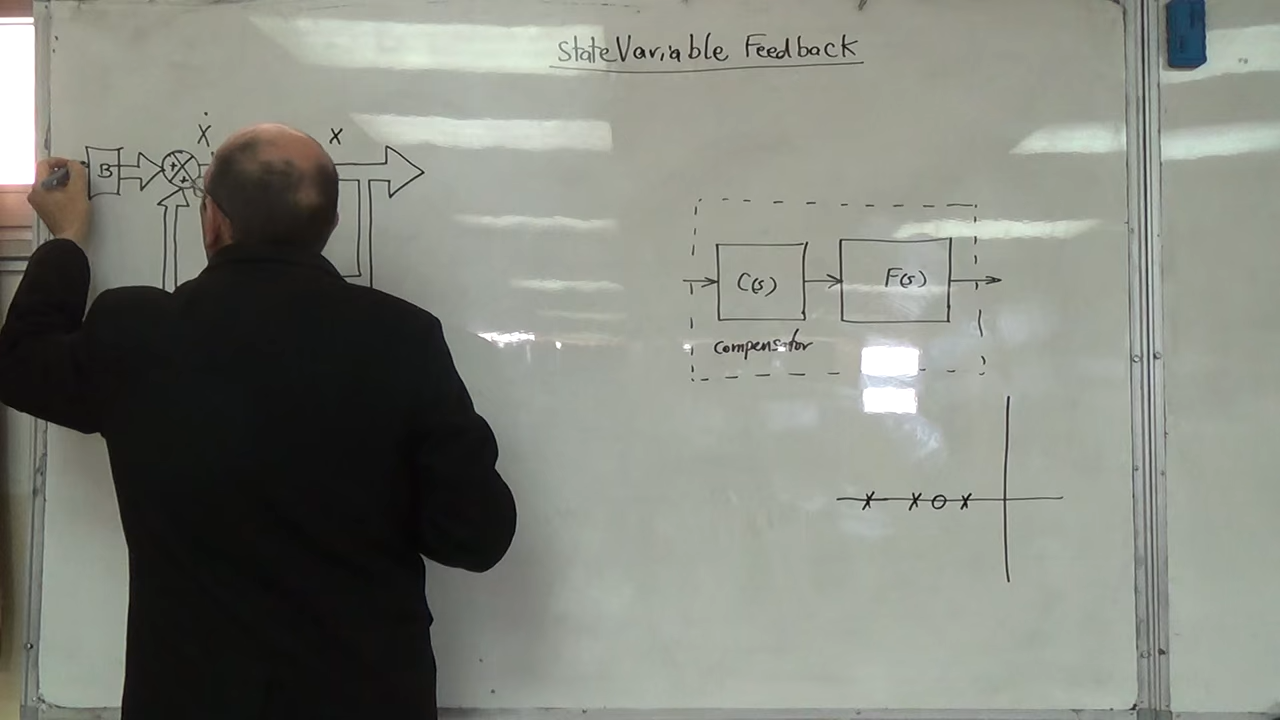 StateVariable Feedback
Ẋ X
B + +
C(s) F(s)
compensator